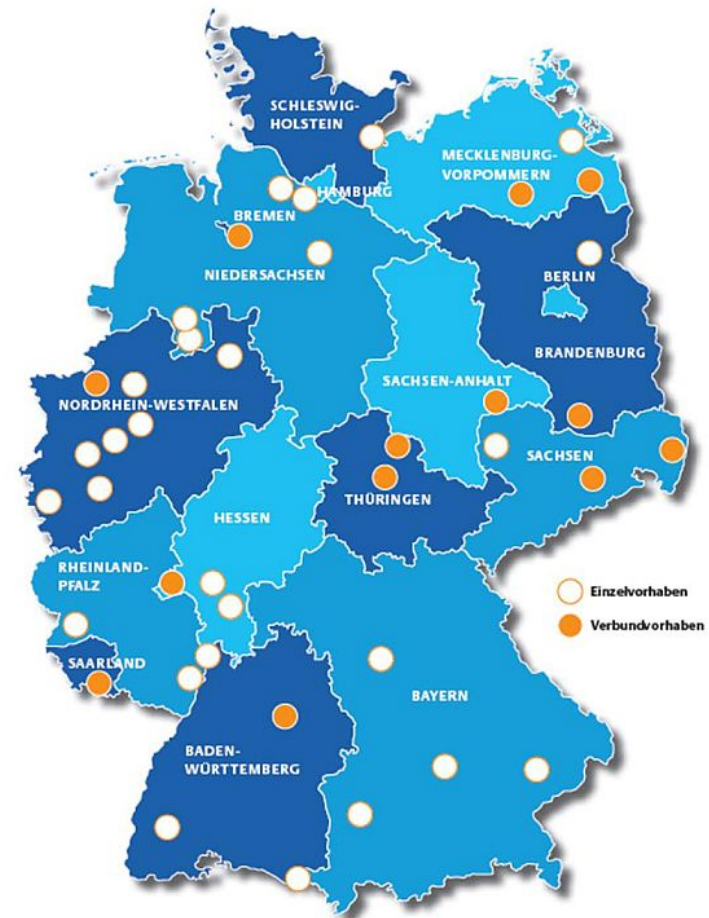 SCHLESWIG-
HOLSTEIN
MECKLENBURG-
VORPOMMERN
HAMBURG
BREMEN
NIEDERSACHSEN
BERLIN
BRANDENBURG
SACHSEN-ANHALT
NORDRHEIN-WESTFALEN
SACHSEN
THÜRINGEN
HESSEN
RHEINLAND-
PFALZ
Einzelvorhaben
Verbundvorhaben
SAARLAND
BAYERN
BADEN-
WÜRTTEMBERG